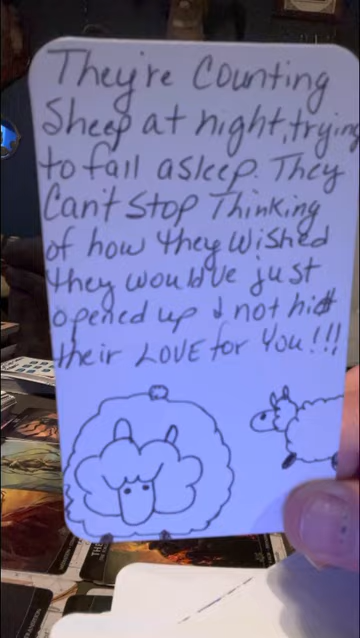 They're Counting
Sheep at night, trying
to fall asleep. They
Can't Stop Thinking
of how they wished
they would've just
opened up & not hid
their LOVE for You!!!